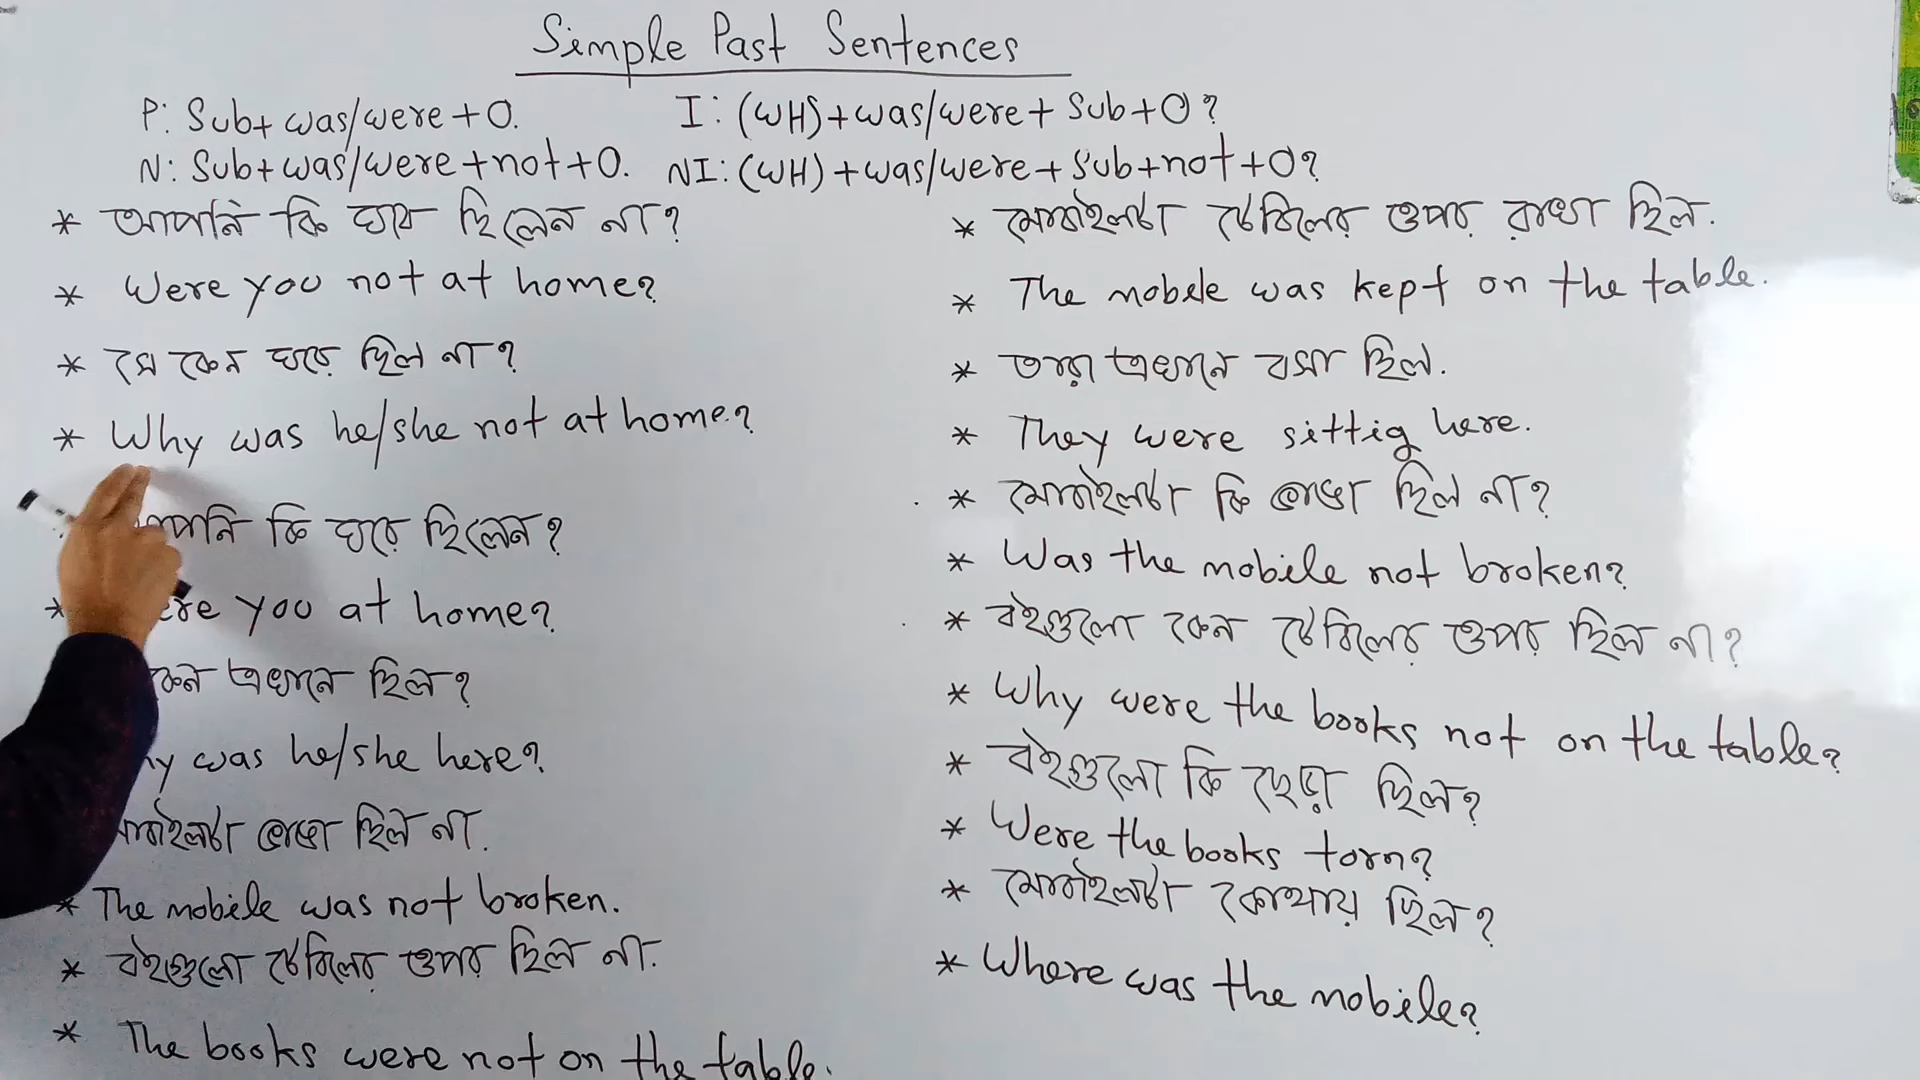 Simple Past Sentences
P: Sub+ was/were + O.
N: Sub+was/were +not+O.
I: (WH)+was/were + Sub+O?
NI: (WH)+was/were+Sub+not+O?
* আপনি কি ঘরে ছিলেন না?
* Were you not at home?
* সে কেন ঘরে ছিল না?
* Why was he/she not at home?
কি ঘরে ছিলেন?
* you at home?
এখানে ছিল?
was he/she here?
ভাঙা ছিল না.
* The mobile was not broken.
* বইগুলো টেবিলের ওপর ছিল না.
* The books were not on the table.
* মোবাইলটা টেবিলের ওপর রাখা ছিল.
* The mobile was kept on the table.
* তারা এখানে বসা ছিল.
* They were sittig here.
* মোবাইলটা কি ভাঙা ছিল না?
* Was the mobile not broken?
* বইগুলো কেন টেবিলের ওপর ছিল না?
* Why were the books not on the table?
* বইগুলো কি ছেড়া ছিল?
* Were the books torn?
* মোবাইলটা কোথায় ছিল?
* Where was the mobile?